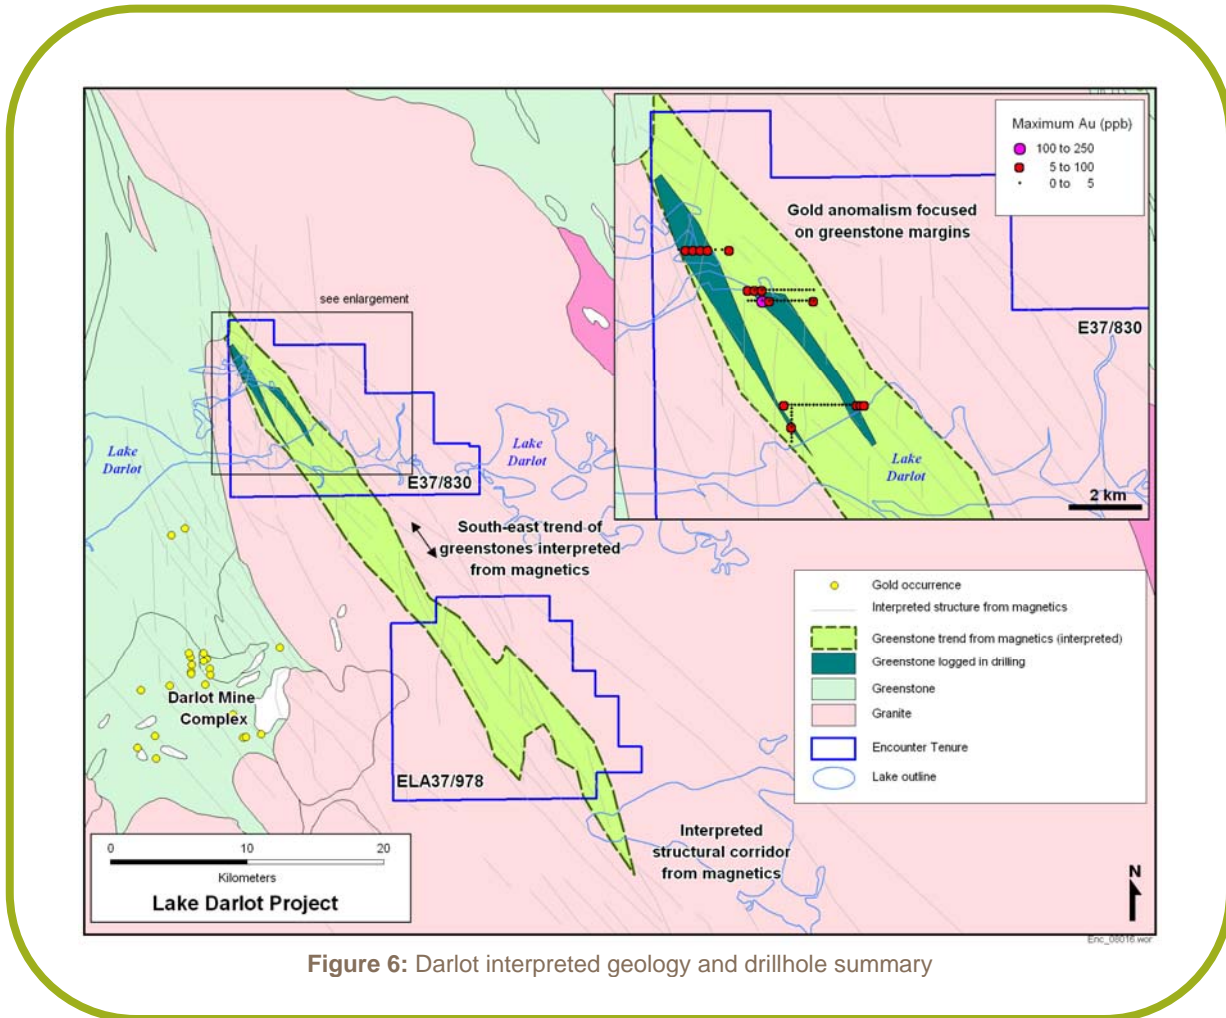 Maximum Au (ppb)
100 to 250
5 to 100
0 to 5
Gold anomalism focused
on greenstone margins
E37/830
Lake
Darlot
2 km
see enlargement
Lake
Darlot
Lake
Darlot
E37/830
South-east trend of
greenstones interpreted
from magnetics
Gold occurrence
Interpreted structure from magnetics
Greenstone trend from magnetics (interpreted)
Greenstone logged in drilling
Greenstone
Granite
Encounter Tenure
Lake outline
Darlot Mine
Complex
ELA37/978
Interpreted
structural corridor
from magnetics
0 10 20
Kilometers
Lake Darlot Project
N
Enc_08016.wor
Figure 6: Darlot interpreted geology and drillhole summary